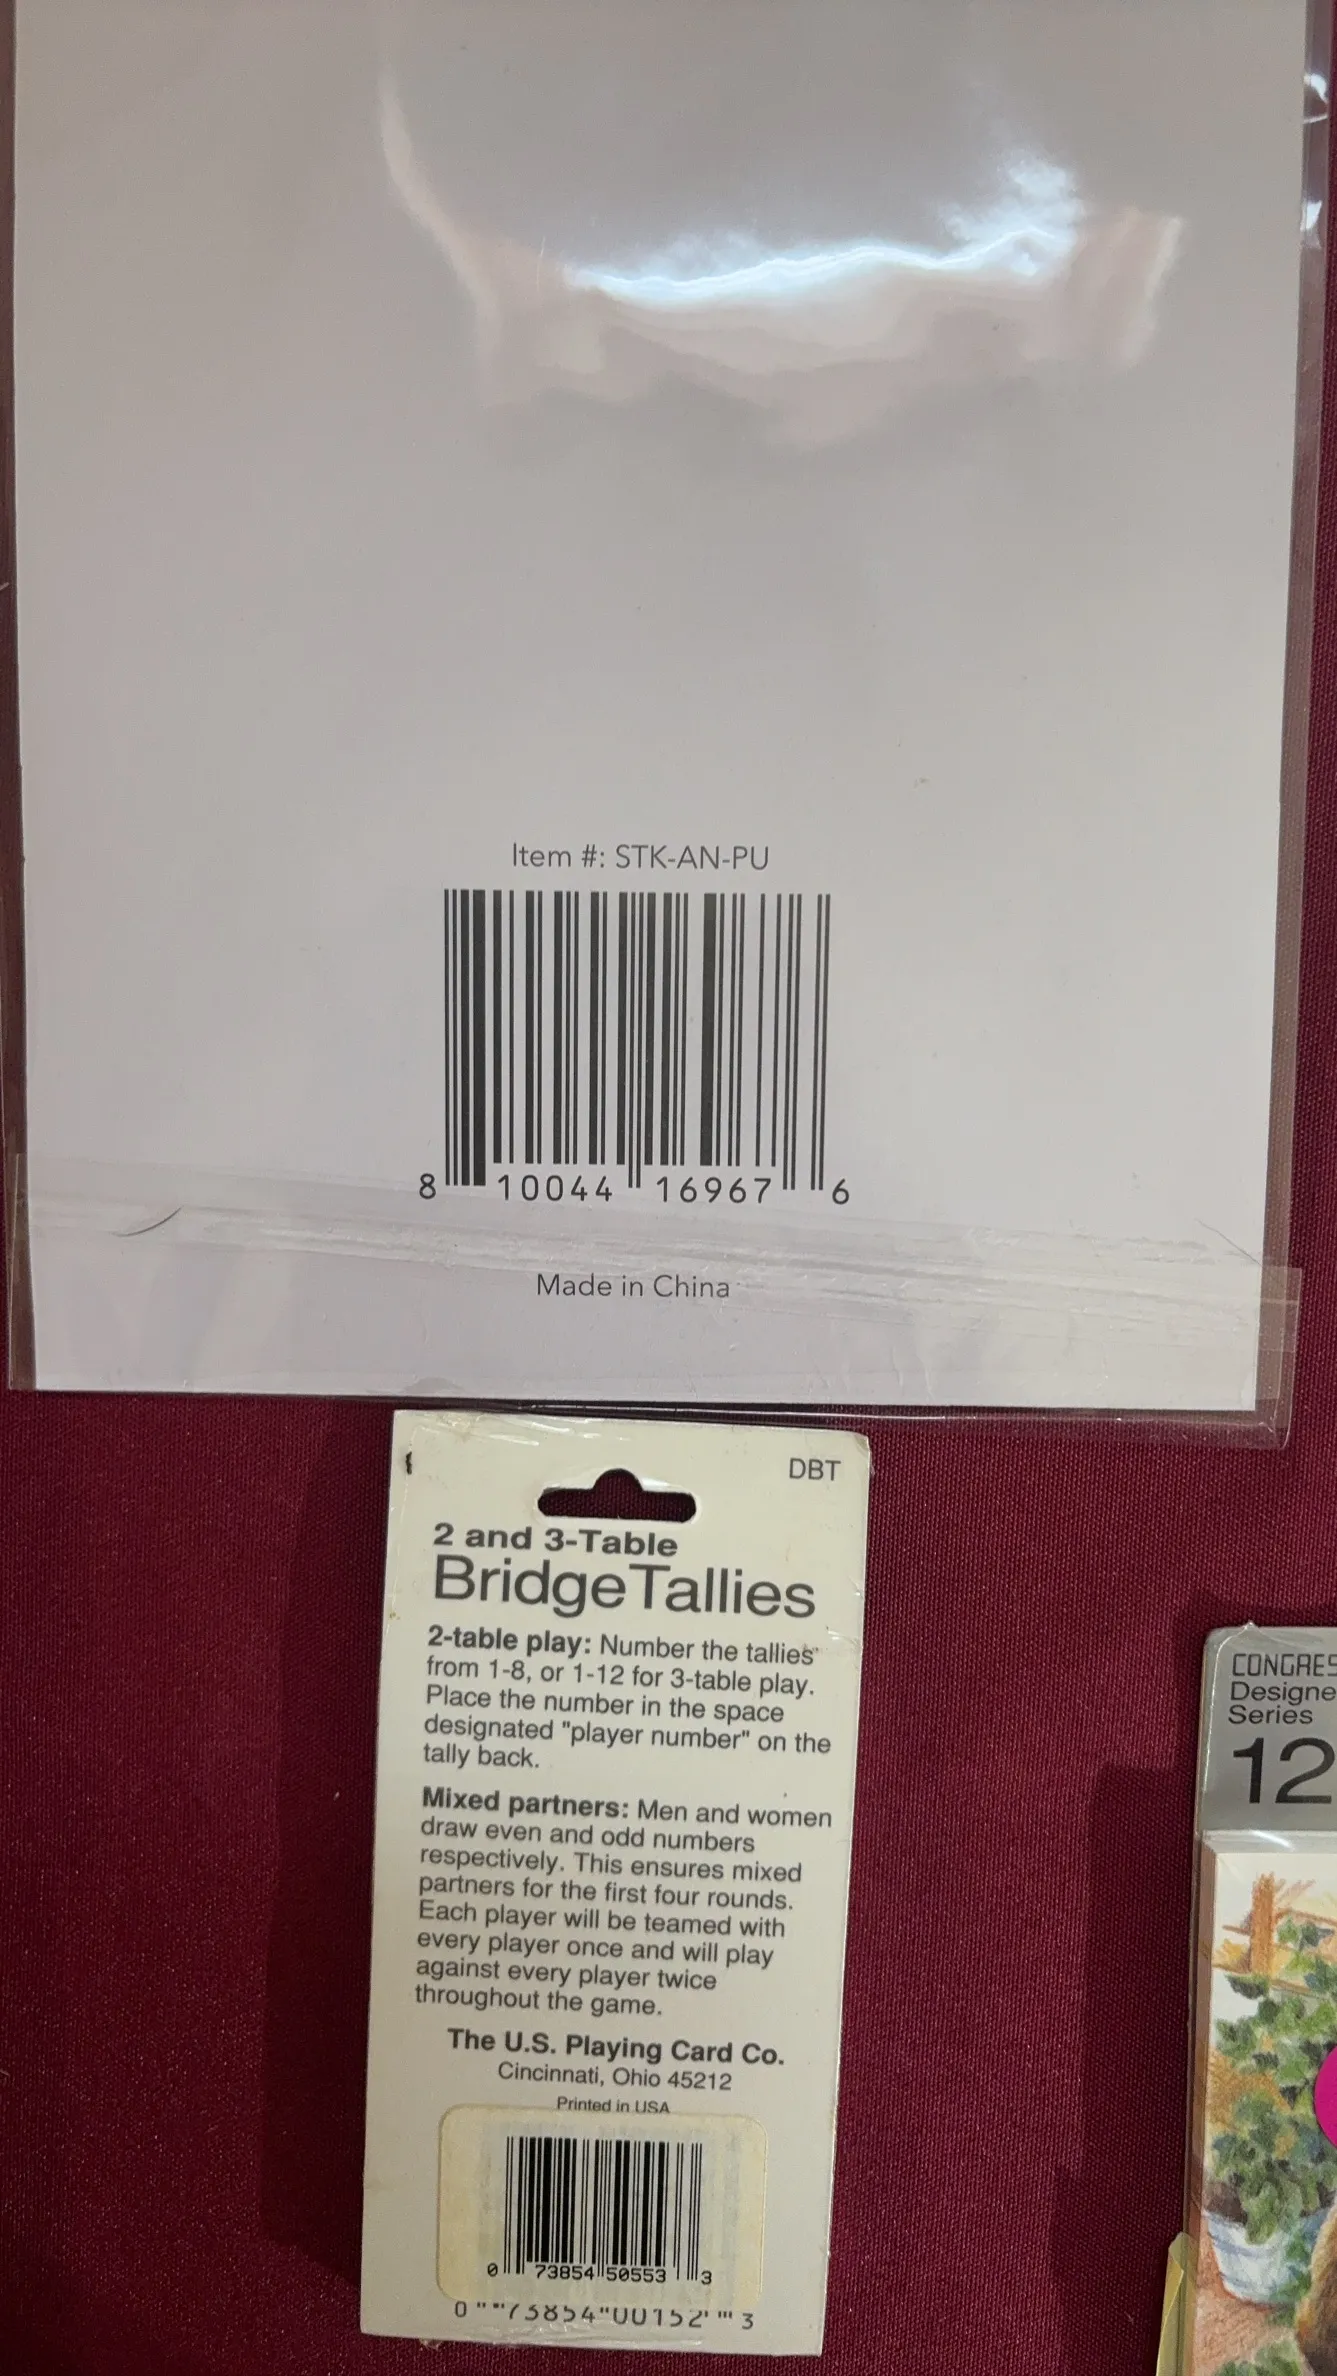 Item #: STK-AN-PU
8 10044 16967 6
Made in China
DBT
2 and 3-Table
Bridge Tallies
2-table play: Number the tallies
from 1-8, or 1-12 for 3-table play.
Place the number in the space
designated "player number" on the
tally back.
Mixed partners: Men and women
draw even and odd numbers
respectively. This ensures mixed
partners for the first four rounds.
Each player will be teamed with
every player once and will play
against every player twice
throughout the game.
The U.S. Playing Card Co.
Cincinnati, Ohio 45212
Printed in USA
0 73854 50553 3
0 73854 00152 3
CONGRES
Designe
Series
12